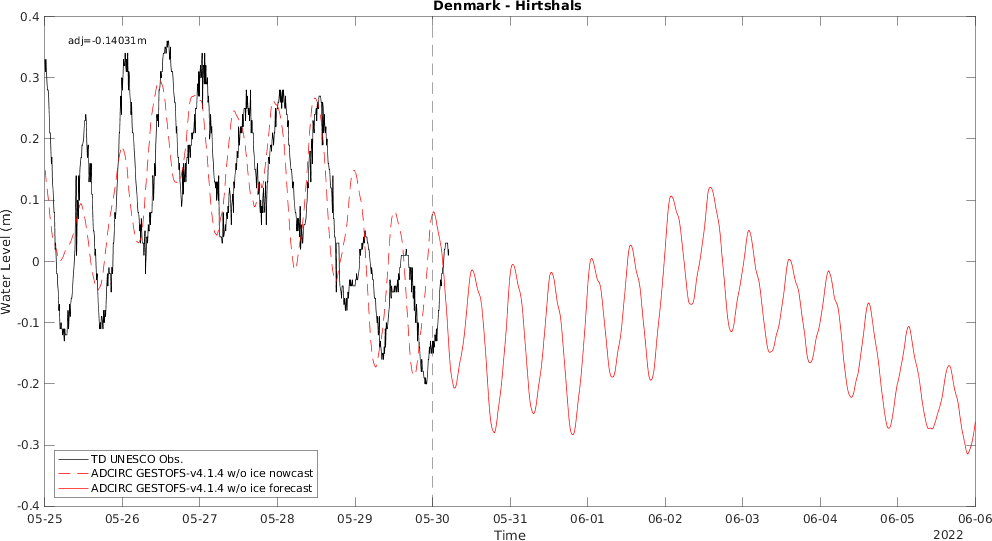 Denmark - Hirtshals
adj=-0.14031m
0.4
0.3
0.2
0.1
0
-0.1
-0.2
-0.3
-0.4
Water Level (m)
TD UNESCO Obs.
ADCIRC GESTOFS-v4.1.4 w/o ice nowcast
ADCIRC GESTOFS-v4.1.4 w/o ice forecast
05-25 05-26 05-27 05-28 05-29 05-30 05-31 06-01 06-02 06-03 06-04 06-05 06-06
Time
2022